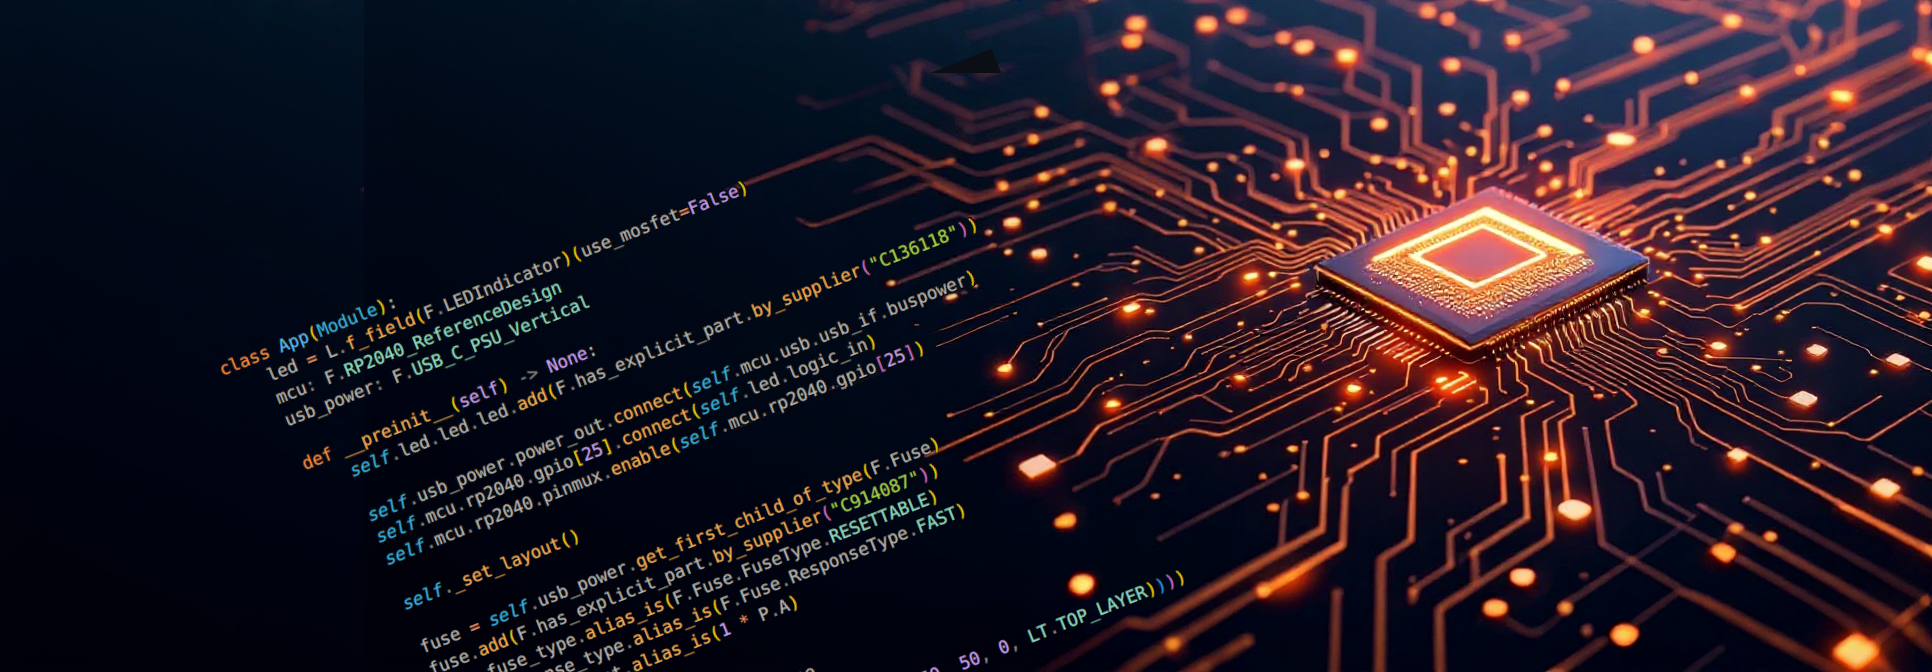 class App(Module):
led = L.f_field(F.LEDIndicator)(use_mosfet=False)
mcu: F.RP2040_ReferenceDesign
usb_power: F.USB_C_PSU_Vertical
def __preinit__(self) -> None:
self.led.led.led.add(F.has_explicit_part.by_supplier("C136118"))
self.usb_power.power_out.connect(self.mcu.usb.usb_if.buspower)
self.mcu.rp2040.gpio[25].connect(self.led.logic_in)
self.mcu.rp2040.pinmux.enable(self.mcu.rp2040.gpio[25])
self._set_layout()
fuse = self.usb_power.get_first_child_of_type(F.Fuse)
fuse.add(F.has_explicit_part.by_supplier("C914087"))
fuse_type.alias_is(F.Fuse.FuseType.RESETTABLE)
se_type.alias_is(F.Fuse.ResponseType.FAST)
.alias_is(1 * P.A)
50, 0, LT.TOP_LAYER))))